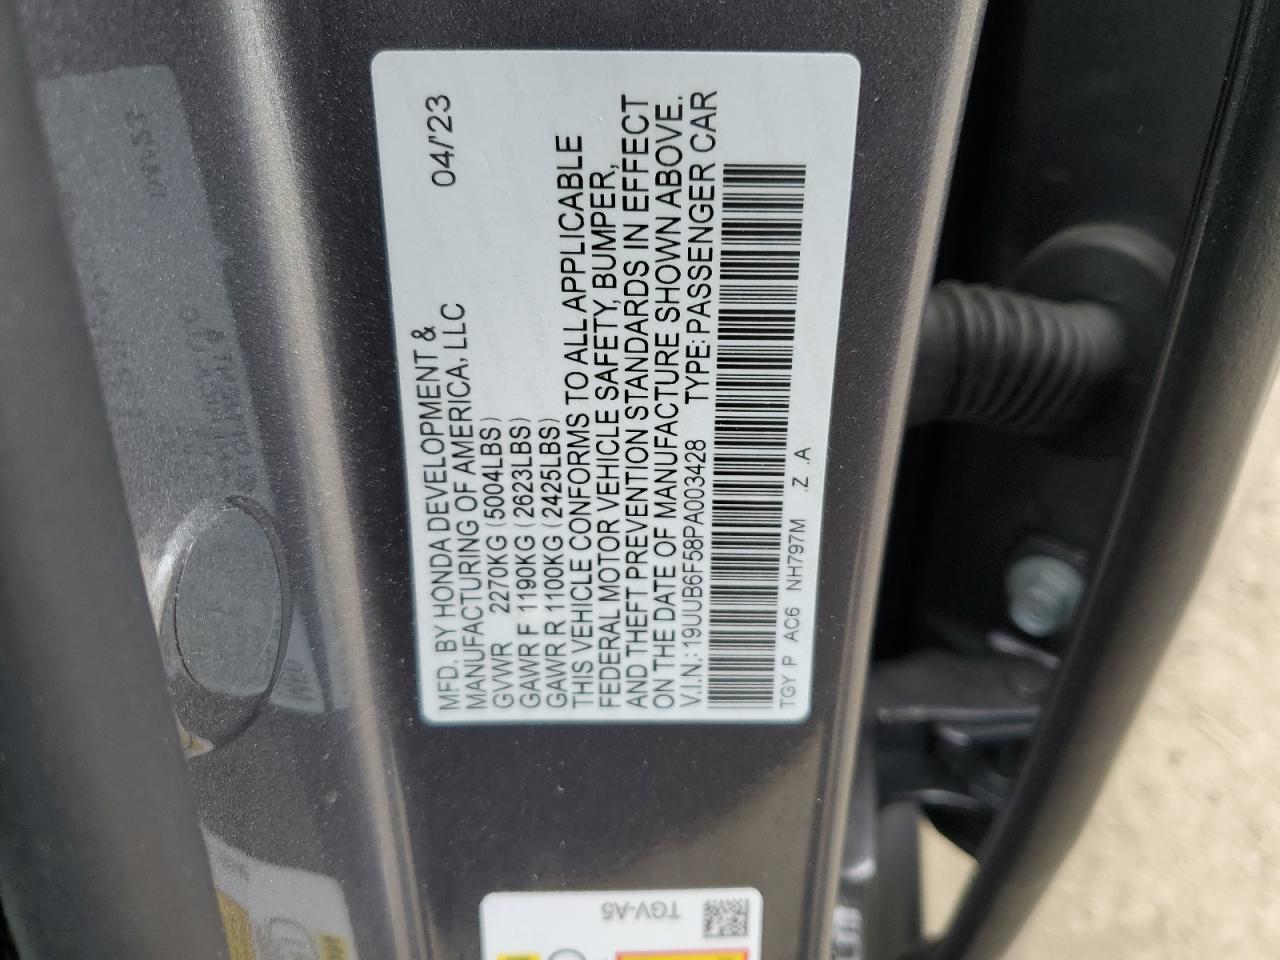 MFD. BY HONDA DEVELOPMENT & 04/'23
MANUFACTURING OF AMERICA, LLC
GVWR 2270KG (5004LBS)
GAWR F 1190KG (2623LBS)
GAWR R 1100KG (2425LBS)
THIS VEHICLE CONFORMS TO ALL APPLICABLE
FEDERAL MOTOR VEHICLE SAFETY, BUMPER,
AND THEFT PREVENTION STANDARDS IN EFFECT
ON THE DATE OF MANUFACTURE SHOWN ABOVE.
V.I.N.: 19UUB6F58PA003428 TYPE: PASSENGER CAR
TGY P AC6 NH797M .Z .A
TGV-A5